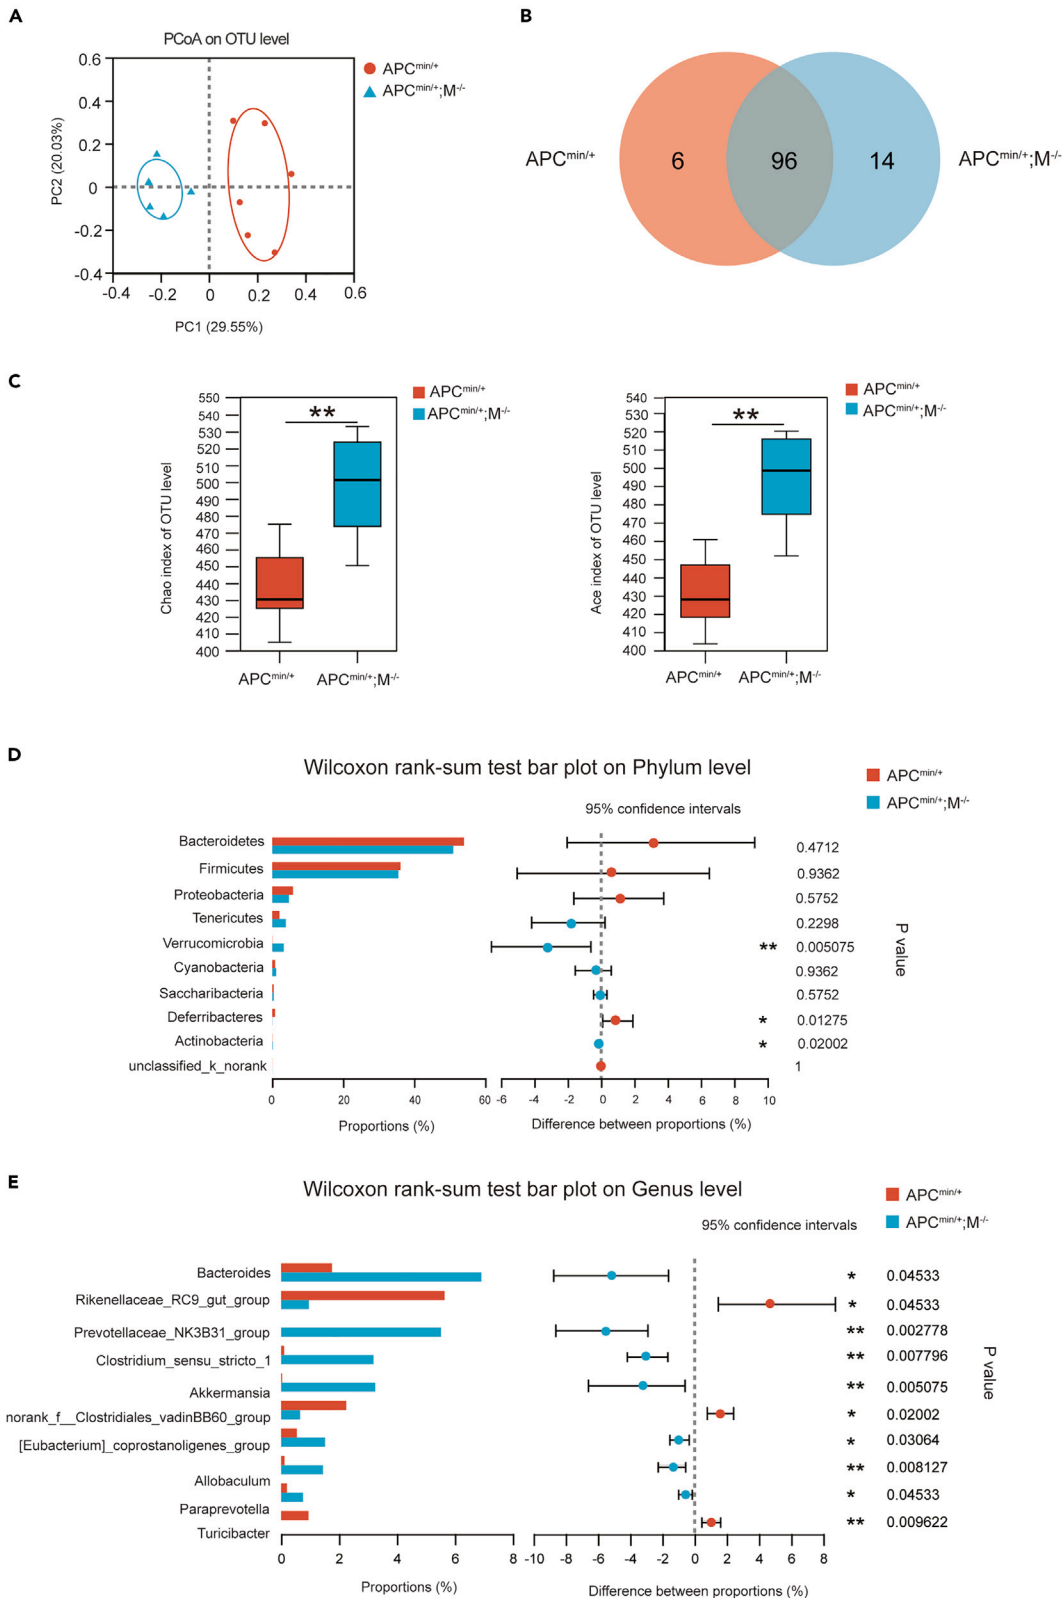 A
PCoA on OTU level
APCmin/+
APCmin/+;M-/-
PC2 (20.03%)
0.6
0.4
0.2
0
-0.2
-0.4
-0.4 -0.2 0 0.2 0.4 0.6
PC1 (29.55%)
B
APCmin/+ 6 96 14 APCmin/+;M-/-
C
APCmin/+
APCmin/+;M-/-
Chao index of OTU level
550
540
530
520
510
500
490
480
470
460
450
440
430
420
410
400
**
APCmin/+ APCmin/+;M-/-
APCmin/+
APCmin/+;M-/-
Ace index of OTU level
540
530
520
510
500
490
480
470
460
450
440
430
420
410
400
**
APCmin/+ APCmin/+;M-/-
D
Wilcoxon rank-sum test bar plot on Phylum level
APCmin/+
APCmin/+;M-/-
95% confidence intervals
Bacteroidetes 0.4712
Firmicutes 0.9362
Proteobacteria 0.5752
Tenericutes 0.2298
Verrucomicrobia ** 0.005075
Cyanobacteria 0.9362
Saccharibacteria 0.5752
Deferribacteres * 0.01275
Actinobacteria * 0.02002
unclassified_k_norank 1
P value
0 20 40 60 -6 -4 -2 0 2 4 6 8 10
Proportions (%) Difference between proportions (%)
E
Wilcoxon rank-sum test bar plot on Genus level
APCmin/+
APCmin/+;M-/-
95% confidence intervals
Bacteroides * 0.04533
Rikenellaceae_RC9_gut_group * 0.04533
Prevotellaceae_NK3B31_group ** 0.002778
Clostridium_sensu_stricto_1 ** 0.007796
Akkermansia ** 0.005075
norank_f__Clostridiales_vadinBB60_group * 0.02002
[Eubacterium]_coprostanoligenes_group * 0.03064
Allobaculum ** 0.008127
Paraprevotella * 0.04533
Turicibacter ** 0.009622
P value
0 2 4 6 8 -10 -8 -6 -4 -2 0 2 4 6 8
Proportions (%) Difference between proportions (%)